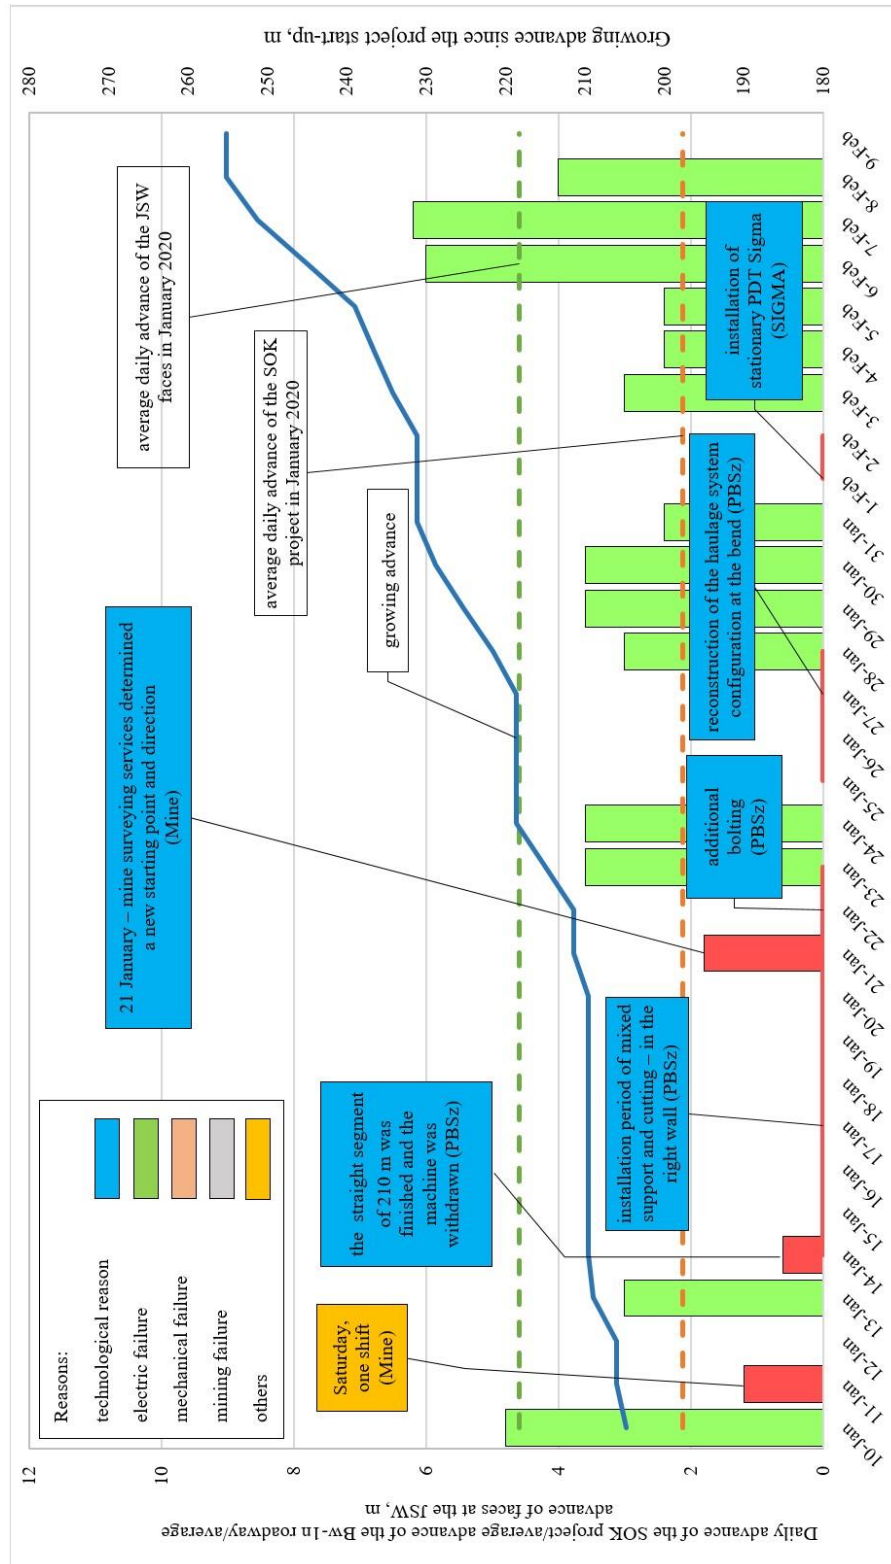 Daily advance of the SOK project/average advance of the Bw-1n roadway/average
advance of faces at the JSW, m
12
10
8
6
4
2
0
Growing advance since the project start-up, m
280
270
260
250
240
230
220
210
200
190
180
Reasons:
technological reason
electric failure
mechanical failure
mining failure
others
Saturday,
one shift
(Mine)
the straight segment
of 210 m was
finished and the
machine was
withdrawn (PBSz)
21 January – mine surveying services determined
a new starting point and direction
(Mine)
average daily advance of the JSW
faces in January 2020
average daily advance of the SOK
project in January 2020
growing advance
installation period of mixed
support and cutting – in the
right wall (PBSz)
additional
bolting
(PBSz)
reconstruction of the haulage system
configuration at the bend (PBSz)
installation of
stationary PDT Sigma
(SIGMA)
10-Jan
11-Jan
12-Jan
13-Jan
14-Jan
15-Jan
16-Jan
17-Jan
18-Jan
19-Jan
20-Jan
21-Jan
22-Jan
23-Jan
24-Jan
25-Jan
26-Jan
27-Jan
28-Jan
29-Jan
30-Jan
31-Jan
1-Feb
2-Feb
3-Feb
4-Feb
5-Feb
6-Feb
7-Feb
8-Feb
9-Feb